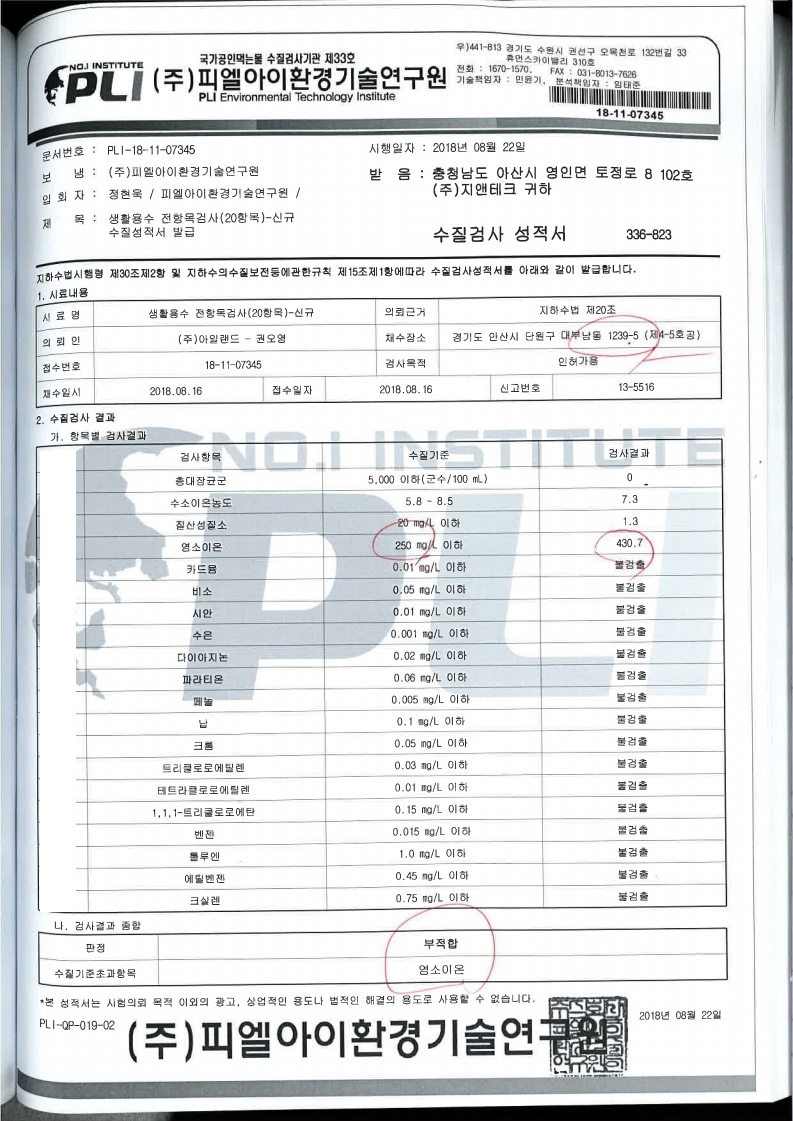 NO.1 INSTITUTE
PLI
국가공인먹는물 수질검사기관 제33호
(주)피엘아이환경기술연구원
PLI Environmental Technology Institute
우)441-813 경기도 수원시 권선구 오목천로 132번길 33
휴먼스카이밸리 310호
전화 : 1670-1570, FAX : 031-8013-7626
기술책임자 : 민윤기, 분석책임자 : 임태준
18-11-07345
문서번호 : PLI-18-11-07345
시행일자 : 2018년 08월 22일
보 냄 : (주)피엘아이환경기술연구원
받 음 : 충청남도 아산시 영인면 토정로 8 102호
(주)지앤테크 귀하
입 회 자 : 정현욱 / 피엘아이환경기술연구원 /
제 목 : 생활용수 전항목검사(20항목)-신규
수질성적서 발급
수질검사 성적서 336-823
지하수법시행령 제30조제2항 및 지하수의수질보전등에관한규칙 제15조제1항에따라 수질검사성적서를 아래와 같이 발급합니다.
1. 시료내용
시 료 명 생활용수 전항목검사(20항목)-신규 의뢰근거 지하수법 제20조
의 뢰 인 (주)아일랜드 - 권오영 채수장소 경기도 안산시 단원구 대부남동 1239-5 (제4-5호공)
접수번호 18-11-07345 검사목적 인허가용
채수일시 2018.08.16 접수일자 2018.08.16 신고번호 13-5516
2. 수질검사 결과
가. 항목별 검사결과
NO.1 INSTITUTE
PLI
검사항목 수질기준 검사결과
총대장균군 5,000 이하(군수/100 mL) 0
수소이온농도 5.8 ~ 8.5 7.3
질산성질소 20 mg/L 이하 1.3
염소이온 250 mg/L 이하 430.7
카드뮴 0.01 mg/L 이하 불검출
비소 0.05 mg/L 이하 불검출
시안 0.01 mg/L 이하 불검출
수은 0.001 mg/L 이하 불검출
다이아지논 0.02 mg/L 이하 불검출
파라티온 0.06 mg/L 이하 불검출
페놀 0.005 mg/L 이하 불검출
납 0.1 mg/L 이하 불검출
크롬 0.05 mg/L 이하 불검출
트리클로로에틸렌 0.03 mg/L 이하 불검출
테트라클로로에틸렌 0.01 mg/L 이하 불검출
1,1,1-트리클로로에탄 0.15 mg/L 이하 불검출
벤젠 0.015 mg/L 이하 불검출
톨루엔 1.0 mg/L 이하 불검출
에틸벤젠 0.45 mg/L 이하 불검출
크실렌 0.75 mg/L 이하 불검출
나. 검사결과 종합
판정 부적합
수질기준초과항목 염소이온
*본 성적서는 시험의뢰 목적 이외의 광고, 상업적인 용도나 법적인 해결의 용도로 사용할 수 없습니다.
PLI-QP-019-02
(주)피엘아이환경기술연구원
2018년 08월 22일